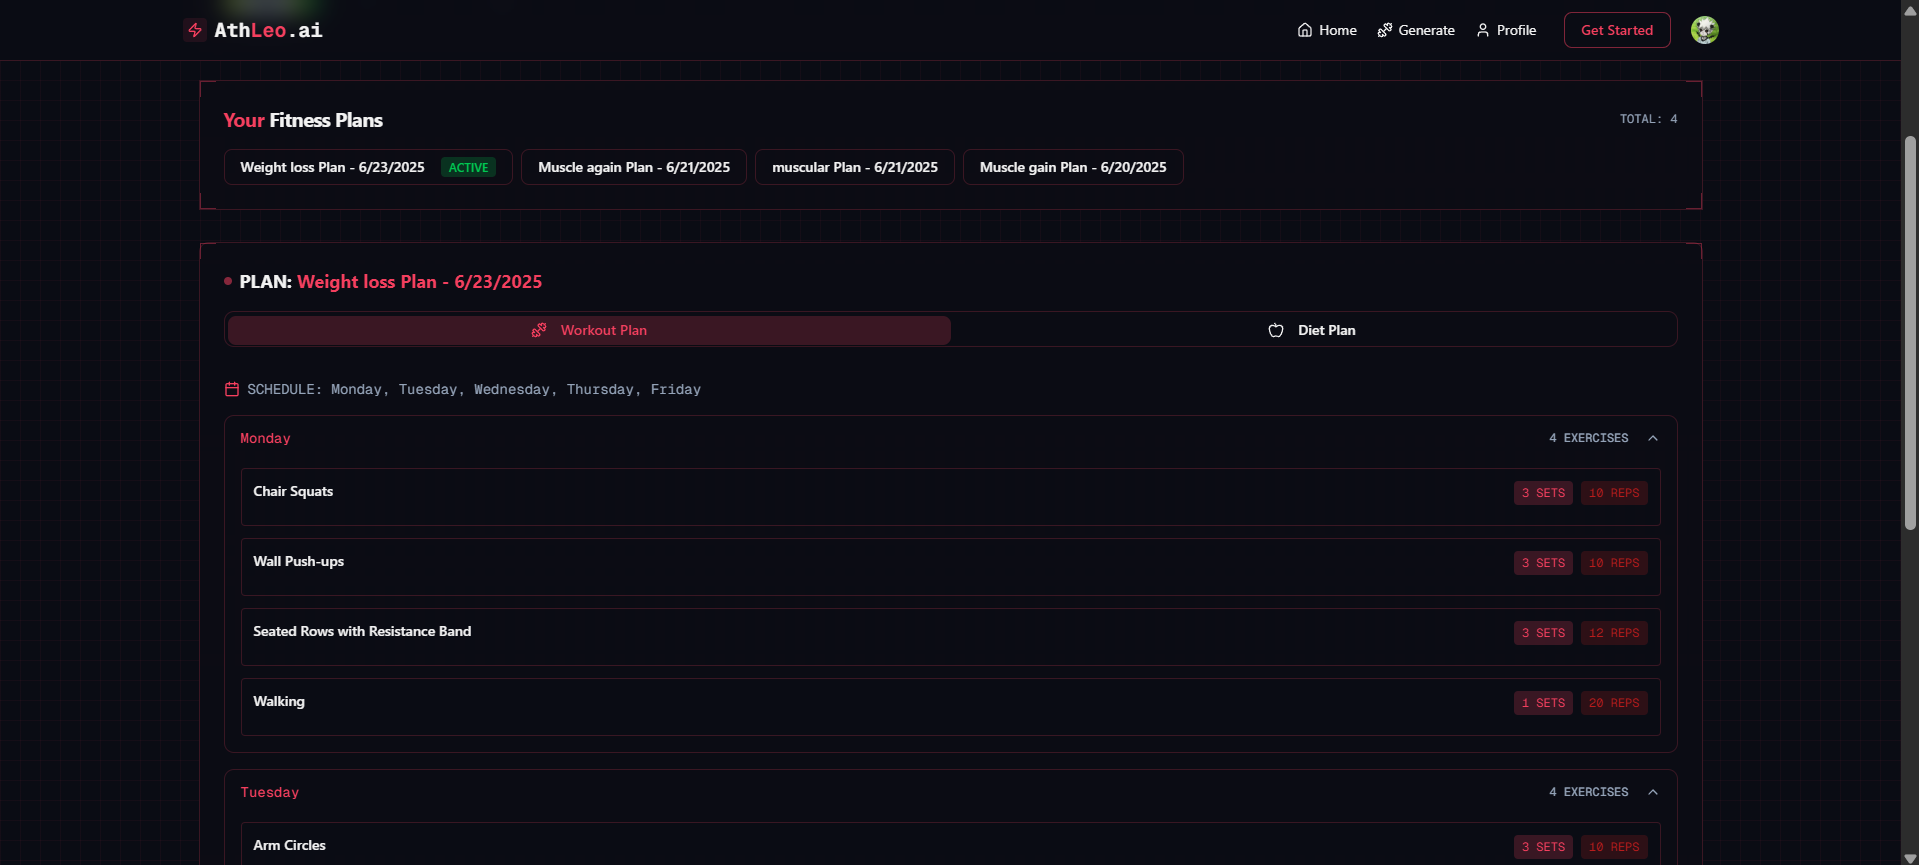 AthLeo.ai
Home Generate Profile Get Started
Your Fitness Plans
TOTAL: 4
Weight loss Plan - 6/23/2025 ACTIVE Muscle again Plan - 6/21/2025 muscular Plan - 6/21/2025 Muscle gain Plan - 6/20/2025
PLAN: Weight loss Plan - 6/23/2025
Workout Plan Diet Plan
SCHEDULE: Monday, Tuesday, Wednesday, Thursday, Friday
Monday 4 EXERCISES
Chair Squats 3 SETS 10 REPS
Wall Push-ups 3 SETS 10 REPS
Seated Rows with Resistance Band 3 SETS 12 REPS
Walking 1 SETS 20 REPS
Tuesday 4 EXERCISES
Arm Circles 3 SETS 10 REPS